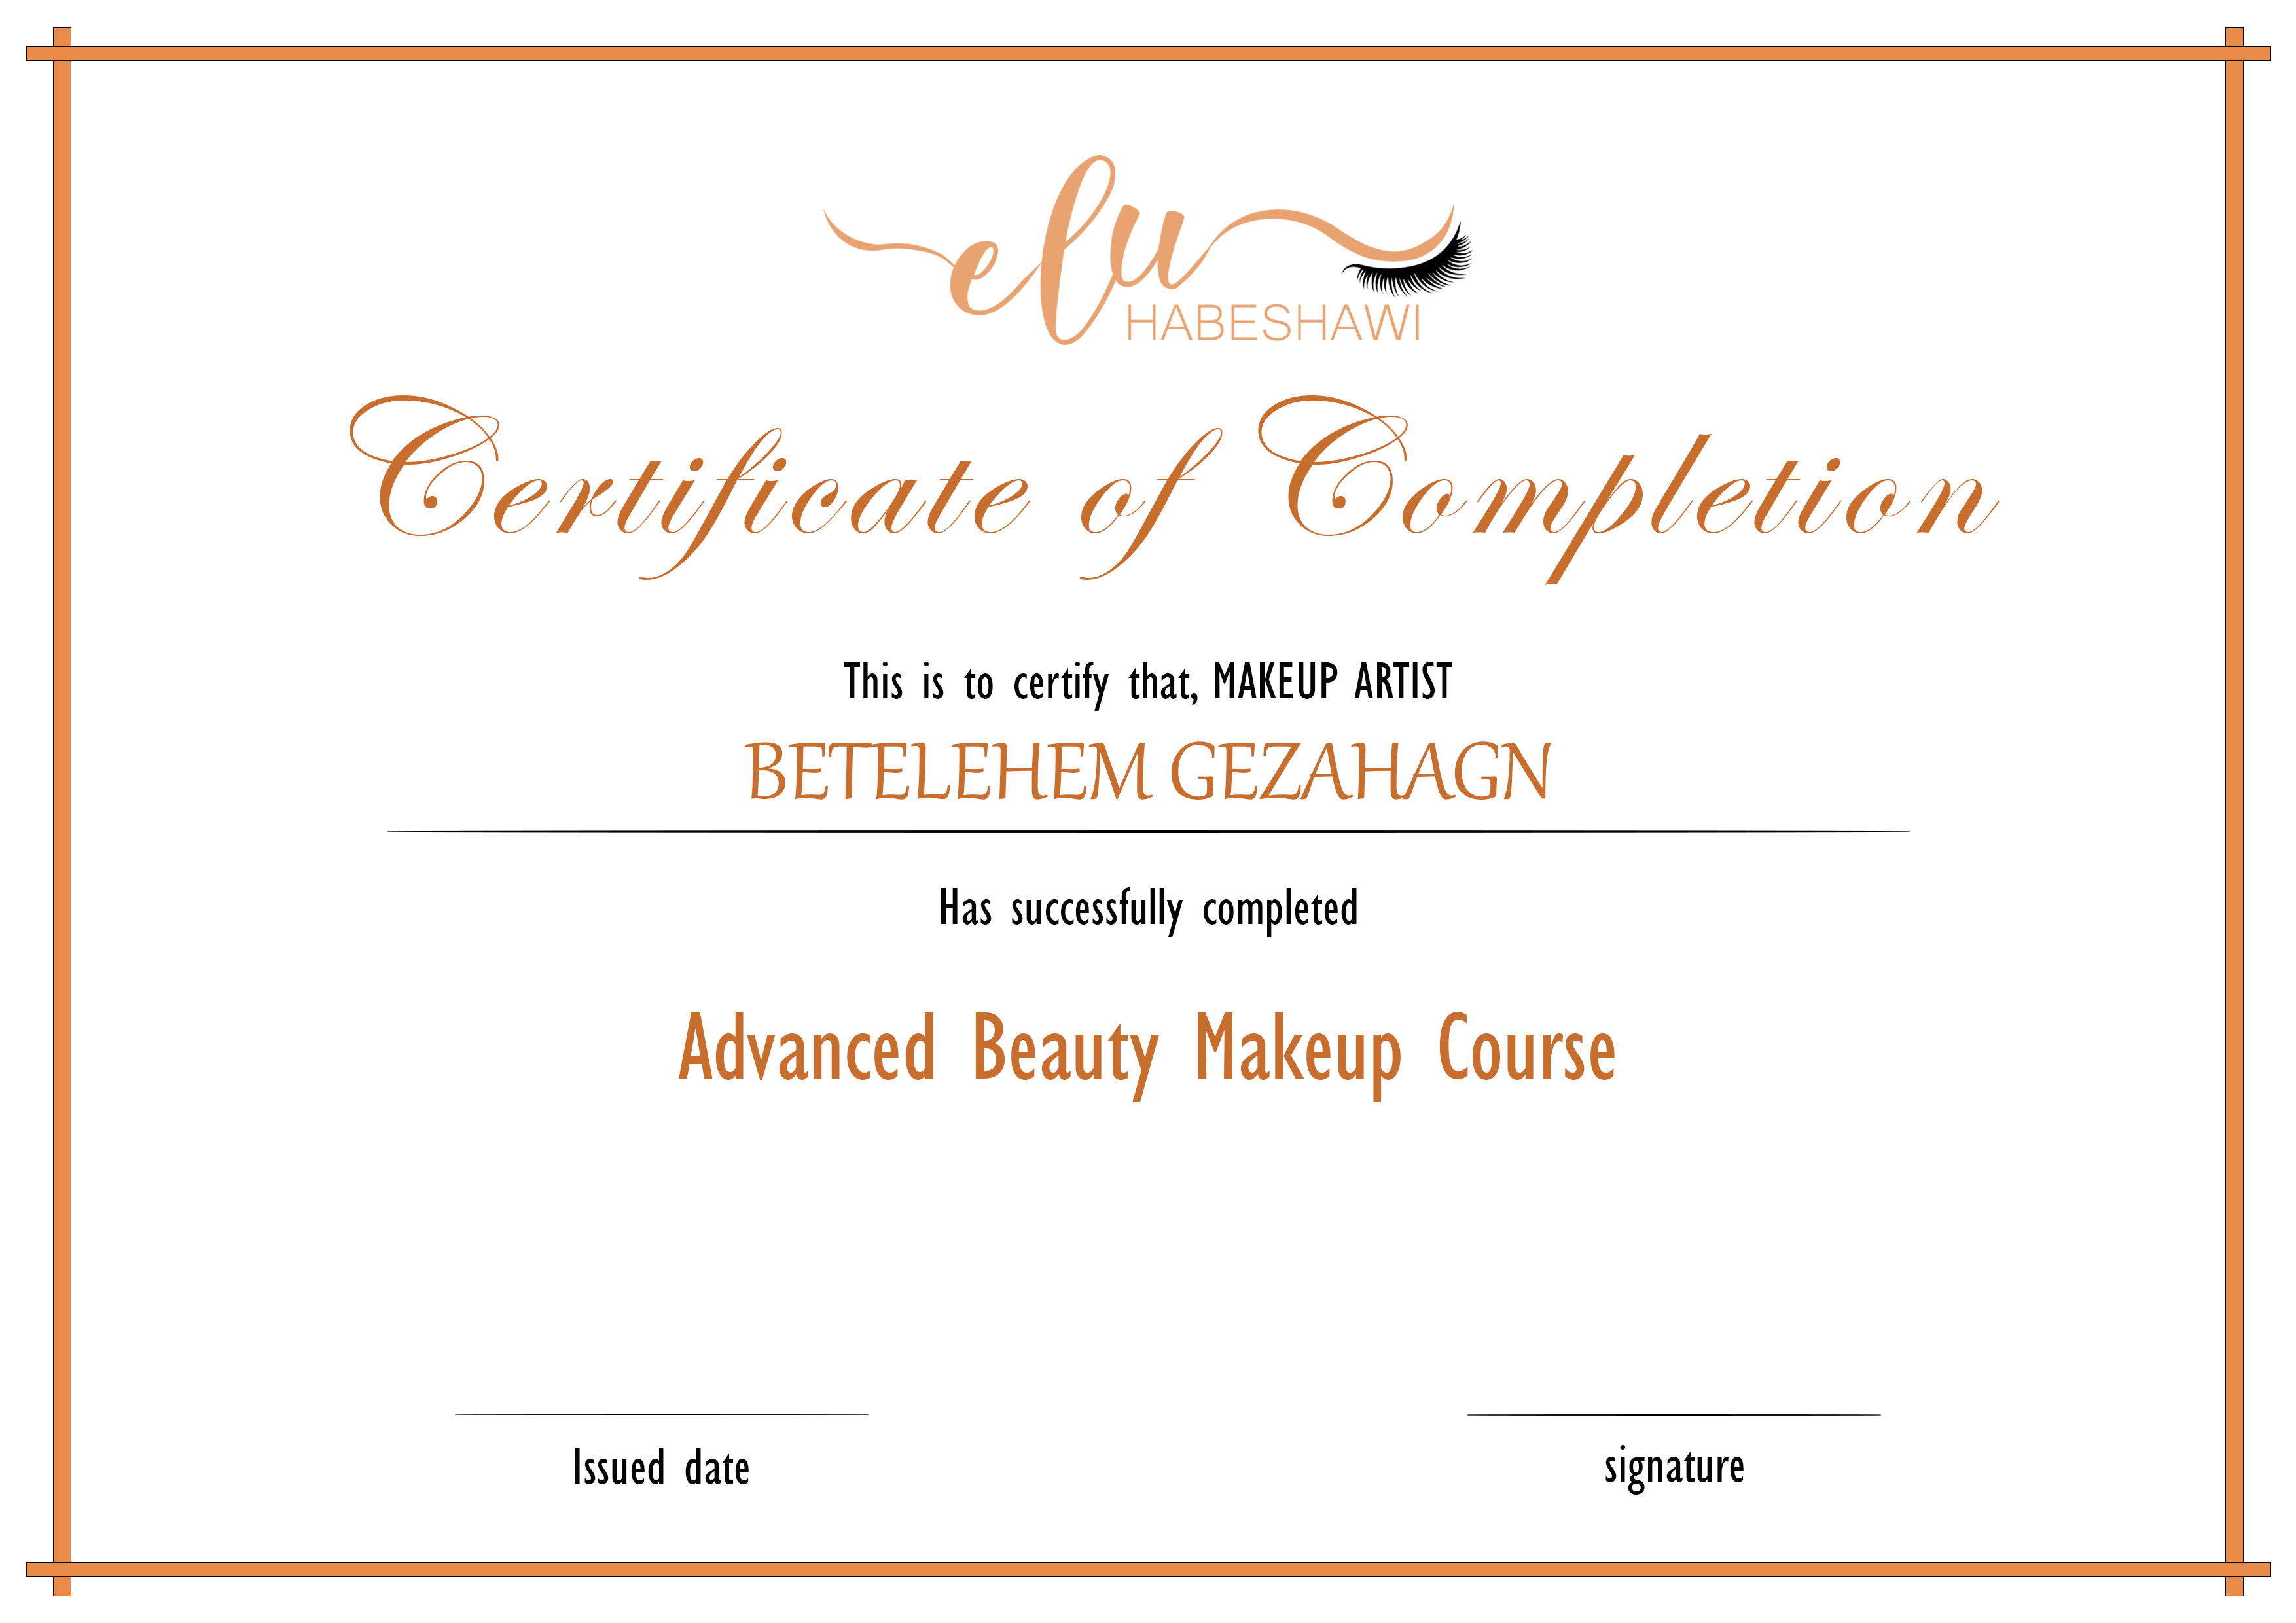 elu
HABESHAWI
Certificate of Completion
This is to certify that, MAKEUP ARTIST
BETELEHEM GEZAHAGN
Has successfully completed
Advanced Beauty Makeup Course
Issued date
signature